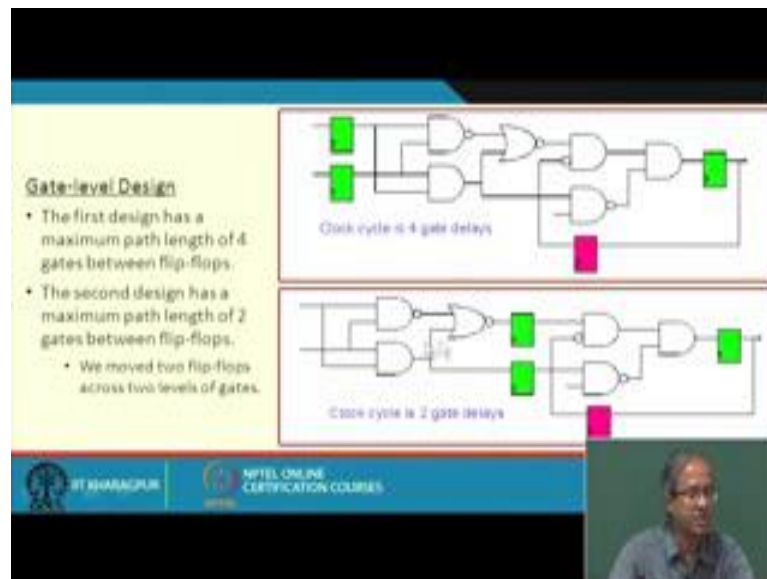 Gate-level Design
• The first design has a
maximum path length of 4
gates between flip-flops.
• The second design has a
maximum path length of 2
gates between flip-flops.
• We moved two flip-flops
across two levels of gates.
Clock cycle is 4 gate delays
Clock cycle is 2 gate delays
IIT KHARAGPUR
NPTEL ONLINE
CERTIFICATION COURSES